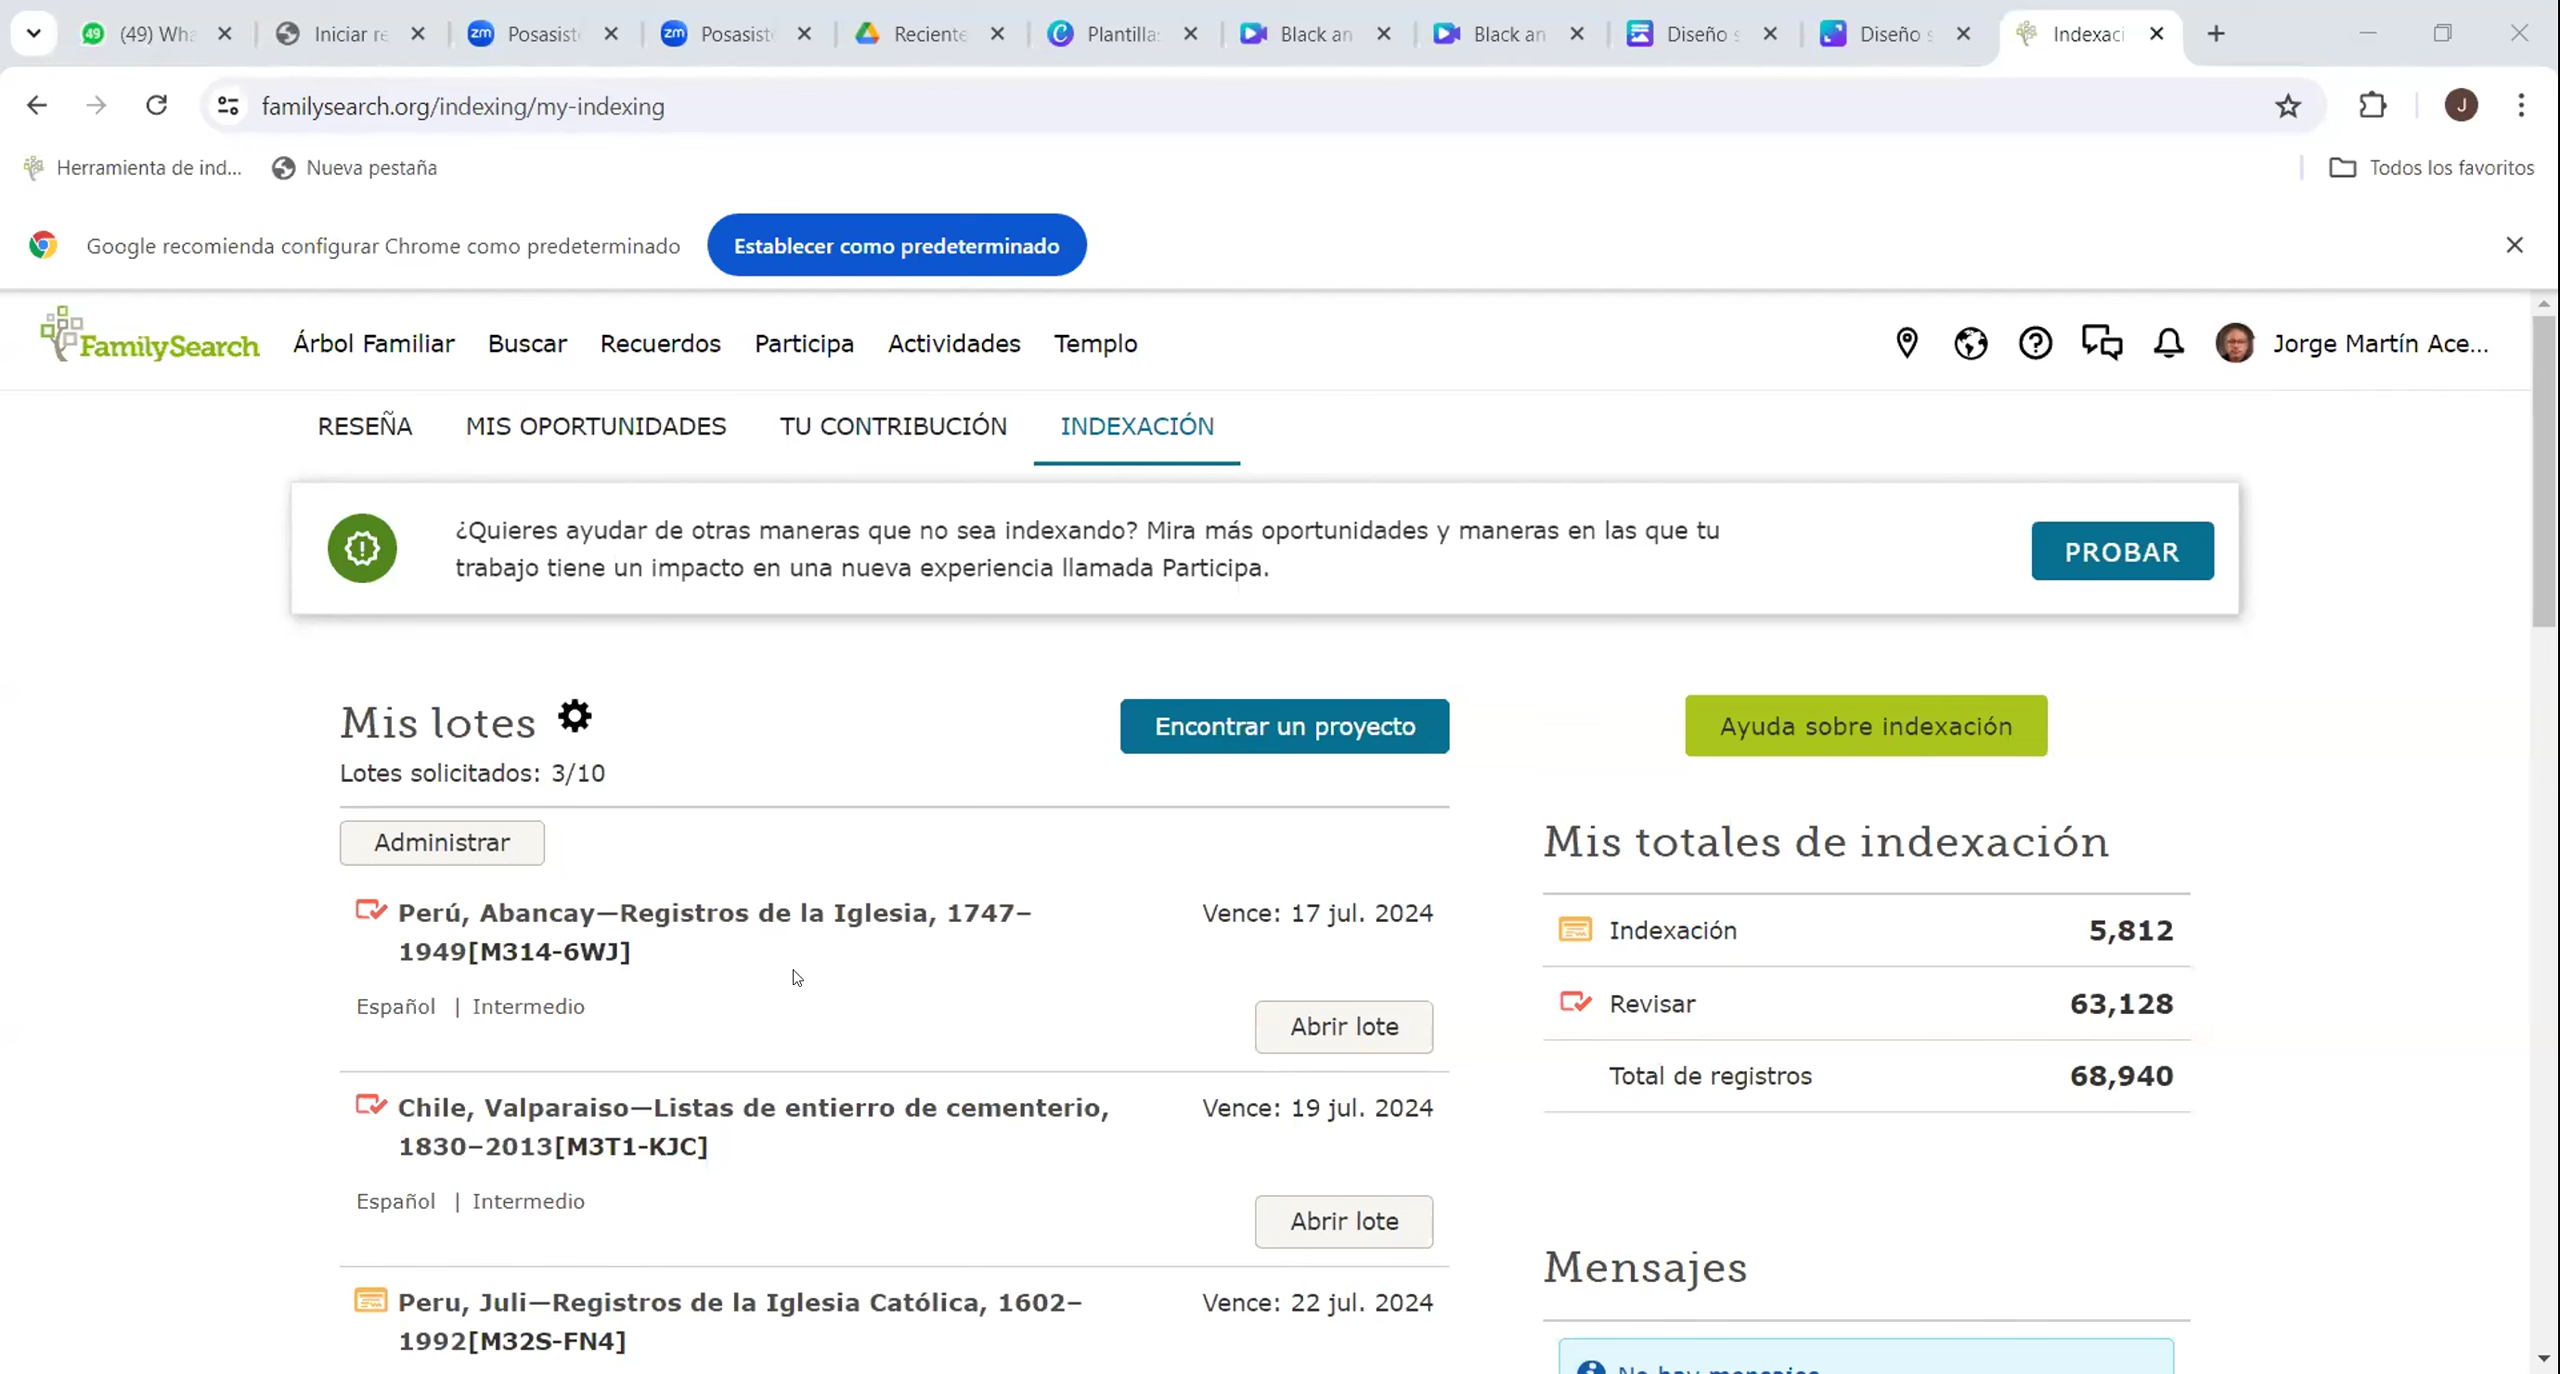 (49) Wha
Iniciar re
Posasist
Posasist
Reciente
Plantilla
Black an
Black an
Diseño s
Diseño s
Indexaci
familysearch.org/indexing/my-indexing
J
Herramienta de ind...
Nueva pestaña
Todos los favoritos
Google recomienda configurar Chrome como predeterminado
Establecer como predeterminado
FamilySearch
Árbol Familiar
Buscar
Recuerdos
Participa
Actividades
Templo
Jorge Martín Ace...
RESEÑA
MIS OPORTUNIDADES
TU CONTRIBUCIÓN
INDEXACIÓN
¿Quieres ayudar de otras maneras que no sea indexando? Mira más oportunidades y maneras en las que tu
trabajo tiene un impacto en una nueva experiencia llamada Participa.
PROBAR
Mis lotes
Encontrar un proyecto
Lotes solicitados: 3/10
Administrar
Perú, Abancay—Registros de la Iglesia, 1747–
1949[M314-6WJ]
Vence: 17 jul. 2024
Español | Intermedio
Abrir lote
Chile, Valparaiso—Listas de entierro de cementerio,
1830–2013[M3T1-KJC]
Vence: 19 jul. 2024
Español | Intermedio
Abrir lote
Peru, Juli—Registros de la Iglesia Católica, 1602–
1992[M32S-FN4]
Vence: 22 jul. 2024
Ayuda sobre indexación
Mis totales de indexación
Indexación 5,812
Revisar 63,128
Total de registros 68,940
Mensajes
No hay mensajes